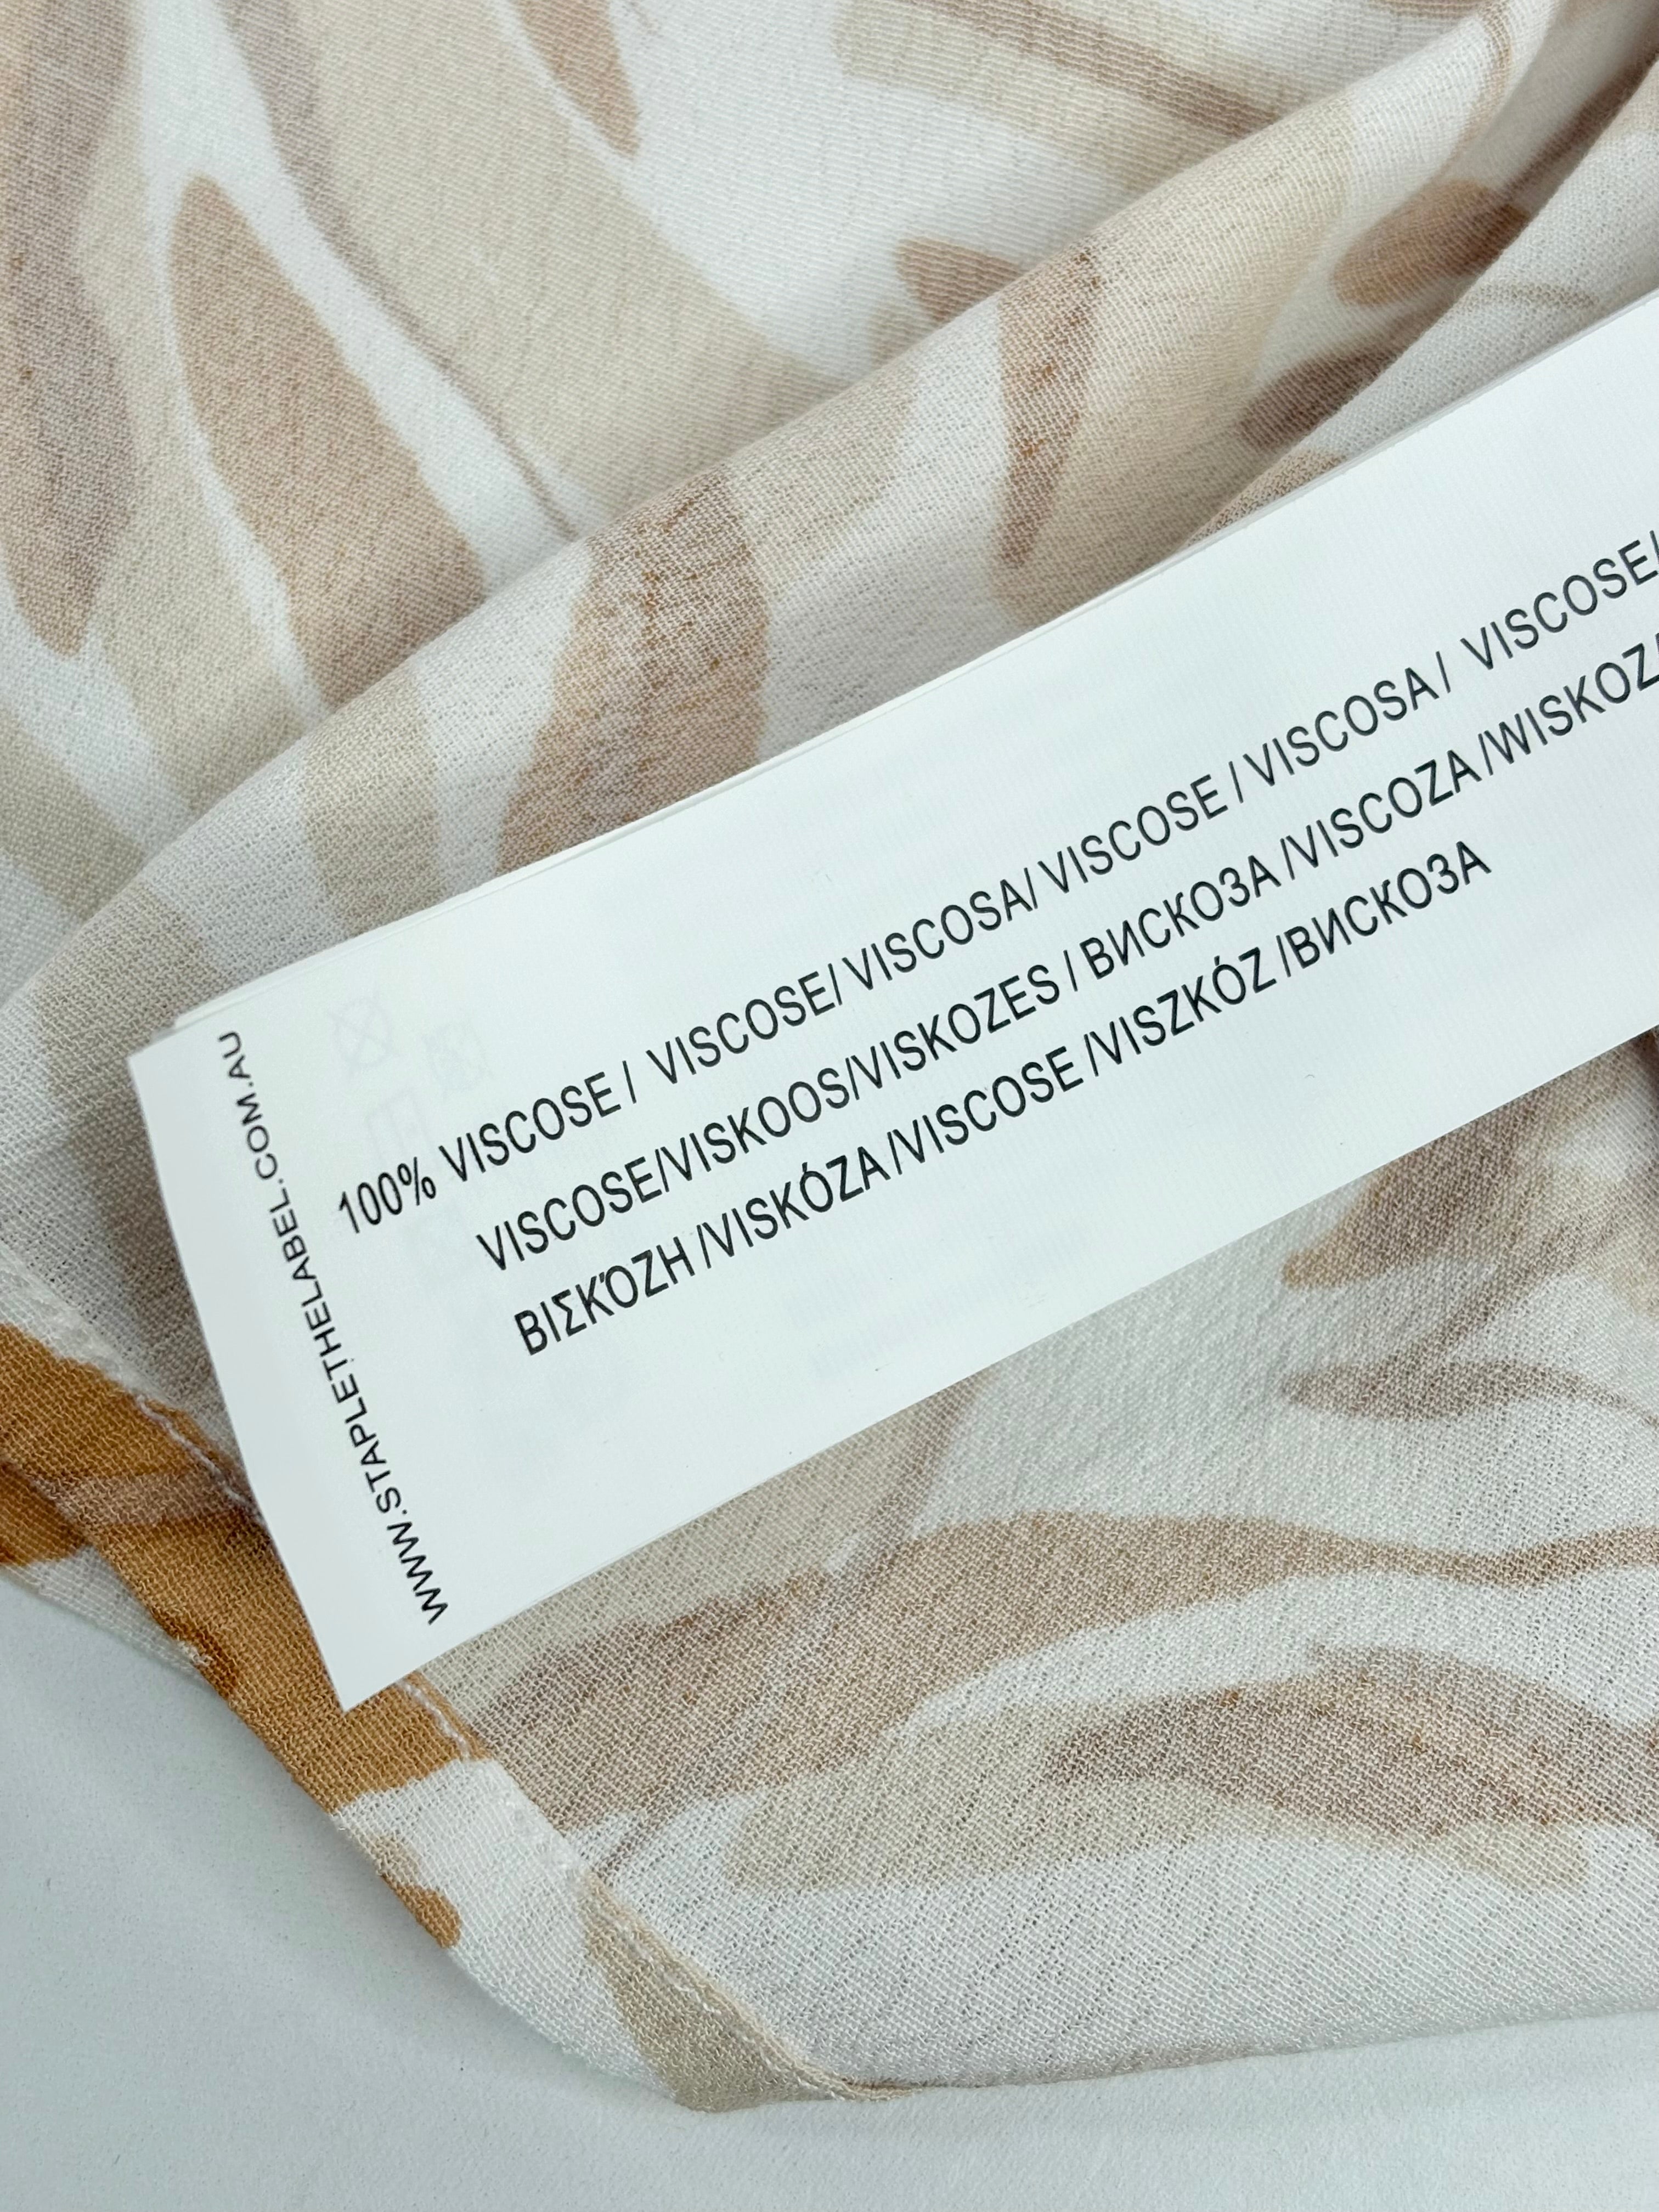 100% VISCOSE / VISCOSE/ VISCOSA/ VISCOSE / VISCOSA / VISCOSE/
VISCOSE/VISKOOS/VISKOZES / ВИСКОЗА /VISCOZA /WISKOZA
ΒΙΣΚΌΖΗ /VISKÓZA /VISCOSE /VISZKÓZ /ВИСКОЗА
WWW.STAPLETHELABEL.COM.AU